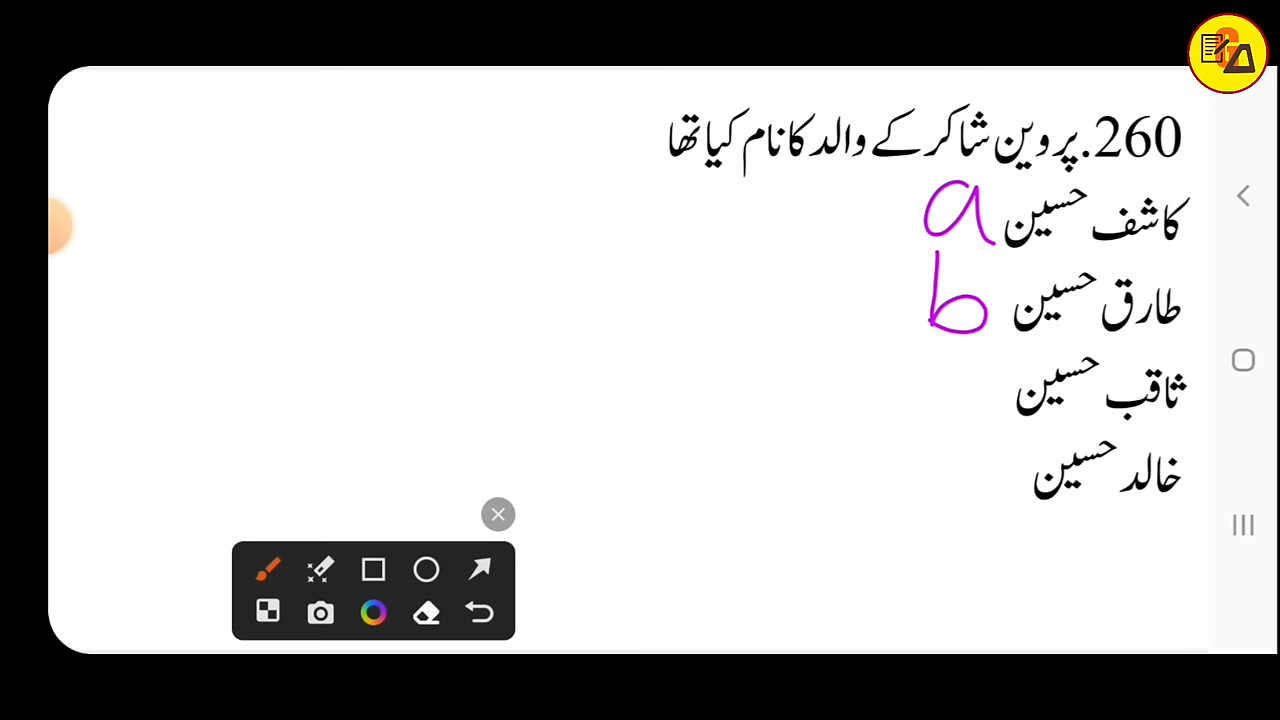 260.پروین شاکر کے والد کا نام کیا تھا
کاشف حسین a
طارق حسین b
ثاقب حسین
خالد حسین